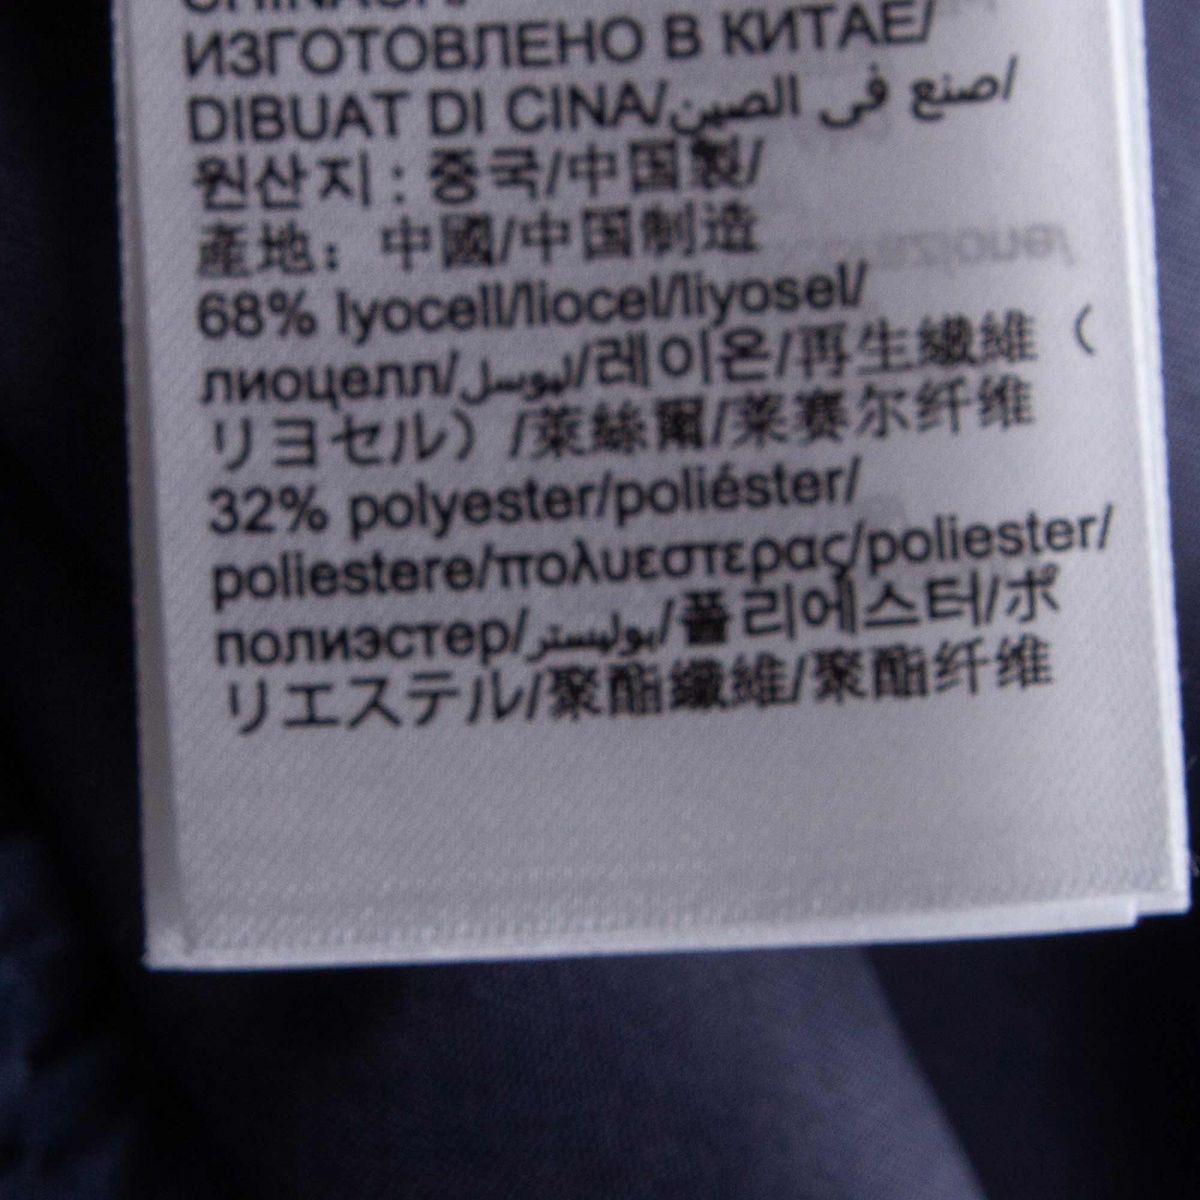 ИЗГОТОВЛЕНО В КИТАЕ/
DIBUAT DI CINA/صنع في الصين/
원산지 : 중국/中国製/
產地: 中國/中国制造
68% lyocell/liocel/liyosel/
лиоцелл/ليوسل/레이온/再生繊維（
リヨセル）/萊絲爾/莱赛尔纤维
32% polyester/poliéster/
poliestere/πολυεστερας/poliester/
полиэстер/بوليستر/폴리에스터/ポ
リエステル/聚酯纖維/聚酯纤维